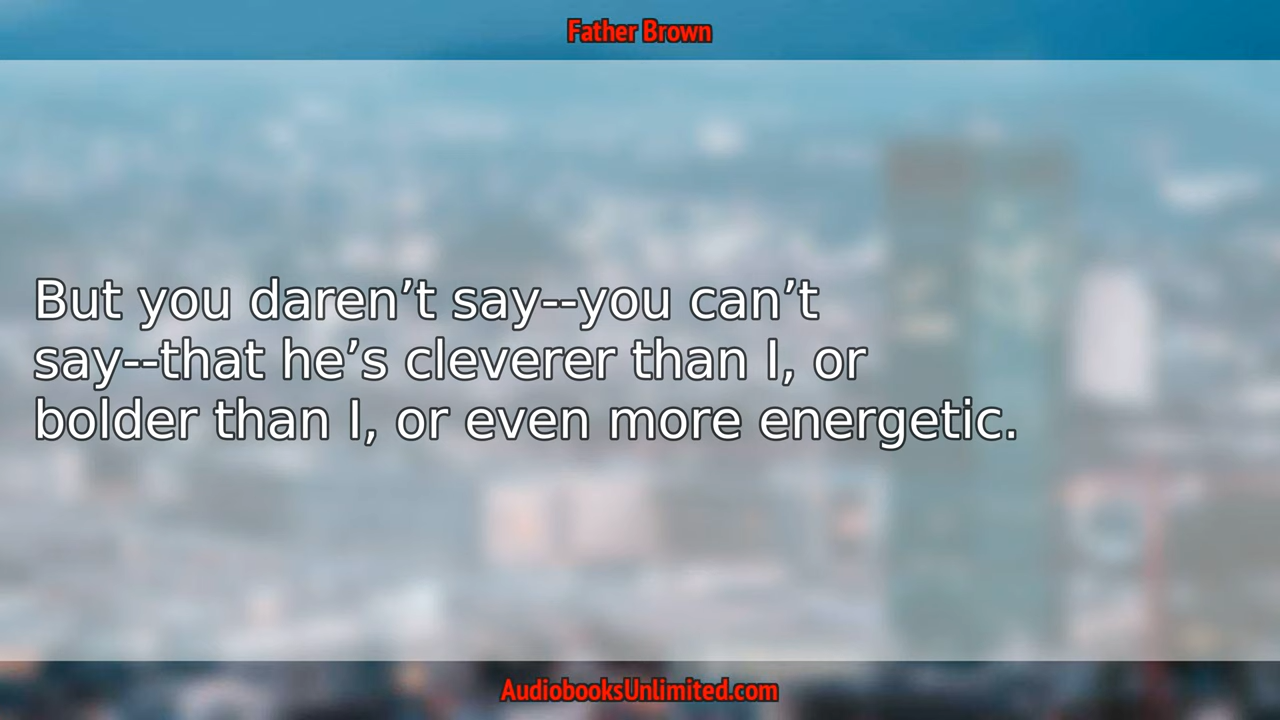 Father Brown
But you daren’t say--you can’t
say--that he’s cleverer than I, or
bolder than I, or even more energetic.
AudiobooksUnlimited.com